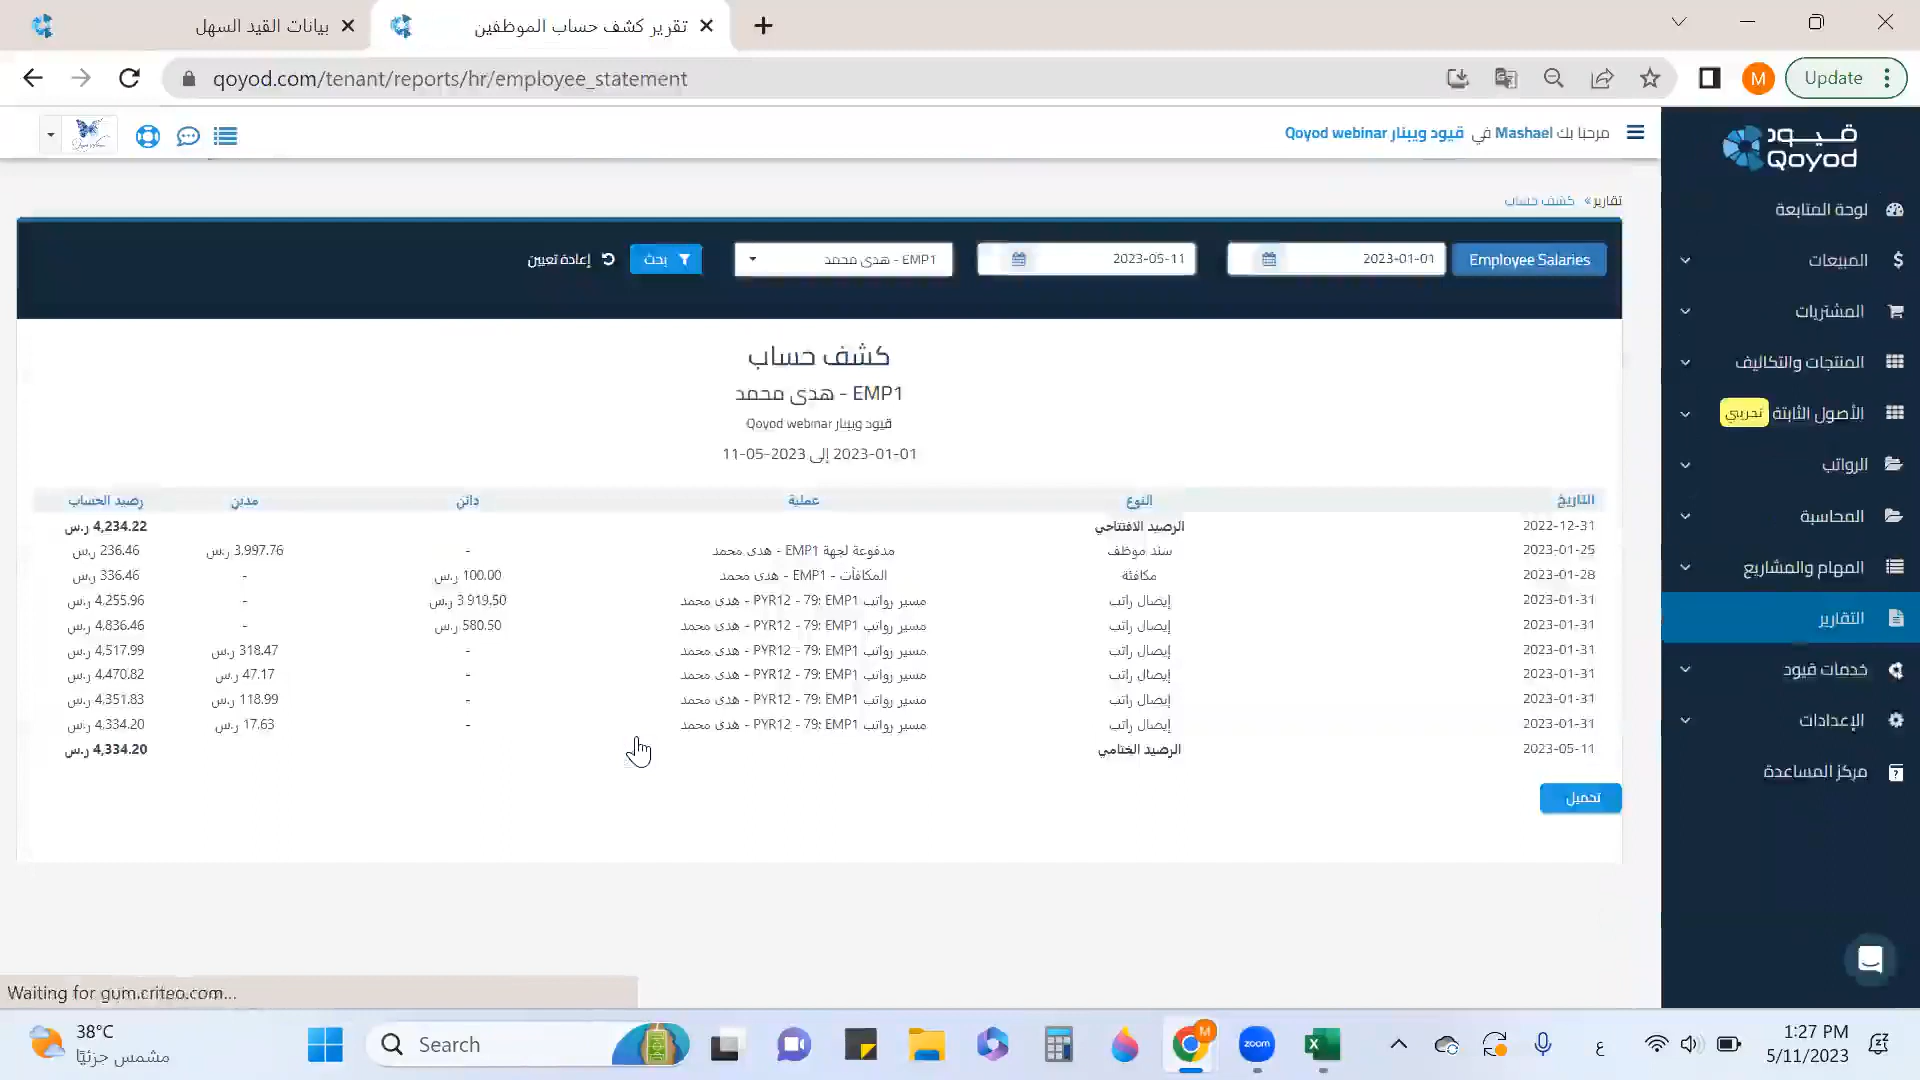 بيانات القيد السهل
تقرير كشف حساب الموظفين
qoyod.com/tenant/reports/hr/employee_statement
M
Update
مرحبًا بك Mashael في قيود ويبنار Qoyod webinar
قيود
Qoyod
تقارير » كشف حساب
Employee Salaries
2023-01-01
2023-05-11
EMP1 - هدى محمد
بحث
إعادة تعيين
كشف حساب
EMP1 - هدى محمد
قيود ويبنار Qoyod webinar
2023-01-01 إلى 2023-05-11
التاريخ النوع عملية دائن مدين رصيد الحساب
2022-12-31 الرصيد الافتتاحي 4,234.22 ر.س
2023-01-25 سند موظف مدفوعة لجهة EMP1 - هدى محمد - 3,997.76 ر.س 236.46 ر.س
2023-01-28 مكافئة المكافآت - EMP1 - هدى محمد 100.00 ر.س - 336.46 ر.س
2023-01-31 إيصال راتب مسير رواتب PYR12 - 79: EMP1 - هدى محمد 3 919.50 ر.س - 4,255.96 ر.س
2023-01-31 إيصال راتب مسير رواتب PYR12 - 79: EMP1 - هدى محمد 580.50 ر.س - 4,836.46 ر.س
2023-01-31 إيصال راتب مسير رواتب PYR12 - 79: EMP1 - هدى محمد - 318.47 ر.س 4,517.99 ر.س
2023-01-31 إيصال راتب مسير رواتب PYR12 - 79: EMP1 - هدى محمد - 47.17 ر.س 4,470.82 ر.س
2023-01-31 إيصال راتب مسير رواتب PYR12 - 79: EMP1 - هدى محمد - 118.99 ر.س 4,351.83 ر.س
2023-01-31 إيصال راتب مسير رواتب PYR12 - 79: EMP1 - هدى محمد - 17.63 ر.س 4,334.20 ر.س
2023-05-11 الرصيد الختامي 4,334.20 ر.س
تحميل
لوحة المتابعة
المبيعات
المشتريات
المنتجات والتكاليف
الأصول الثابتة تجريبي
الرواتب
المحاسبة
المهام والمشاريع
التقارير
خدمات قيود
الإعدادات
مركز المساعدة
Waiting for gum.criteo.com...
38°C
مشمس جزئيًا
Search
M
zoom
ع
1:27 PM
5/11/2023